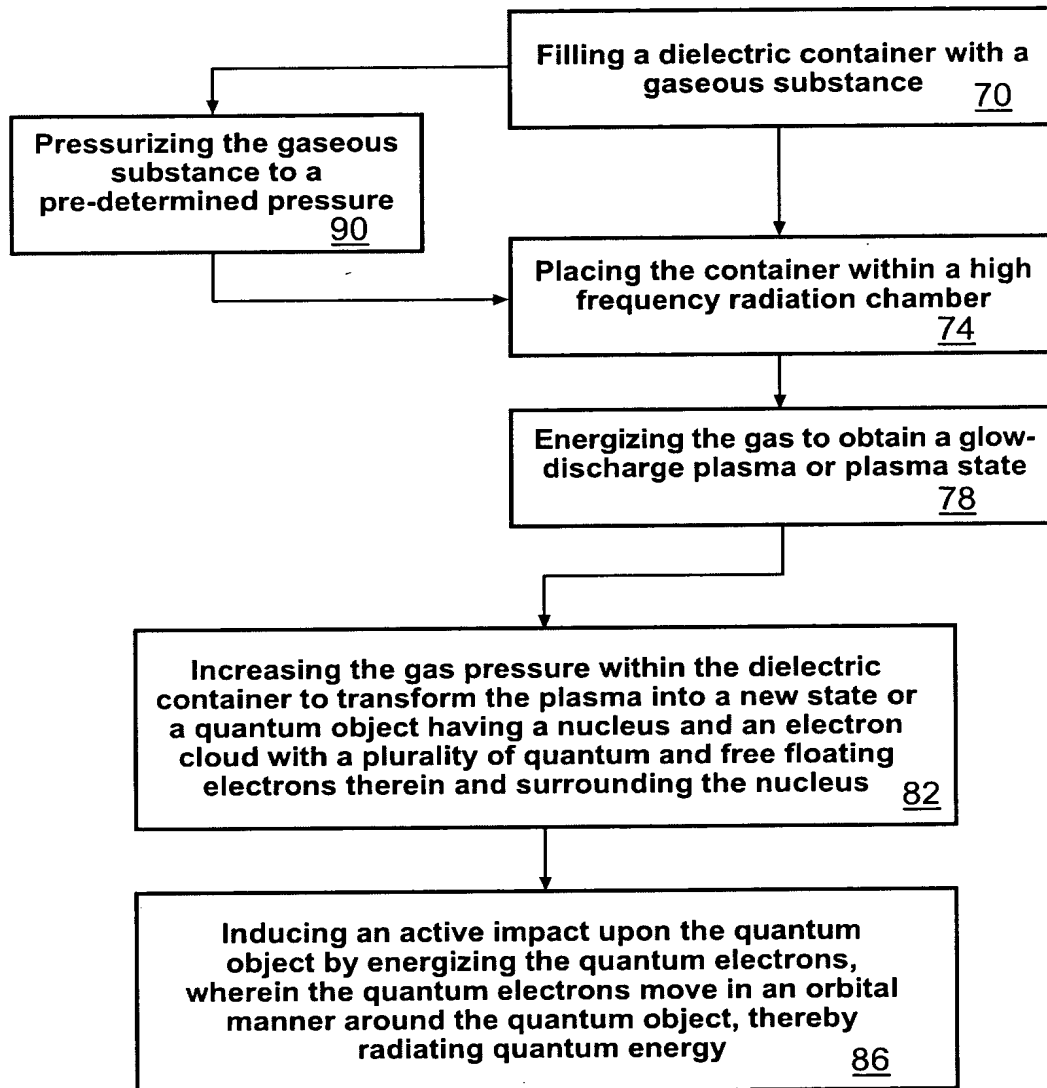 Filling a dielectric container with a
gaseous substance
70
Pressurizing the gaseous
substance to a
pre-determined pressure
90
Placing the container within a high
frequency radiation chamber
74
Energizing the gas to obtain a glow-
discharge plasma or plasma state
78
Increasing the gas pressure within the dielectric
container to transform the plasma into a new state or
a quantum object having a nucleus and an electron
cloud with a plurality of quantum and free floating
electrons therein and surrounding the nucleus
82
Inducing an active impact upon the quantum
object by energizing the quantum electrons,
wherein the quantum electrons move in an orbital
manner around the quantum object, thereby
radiating quantum energy
86